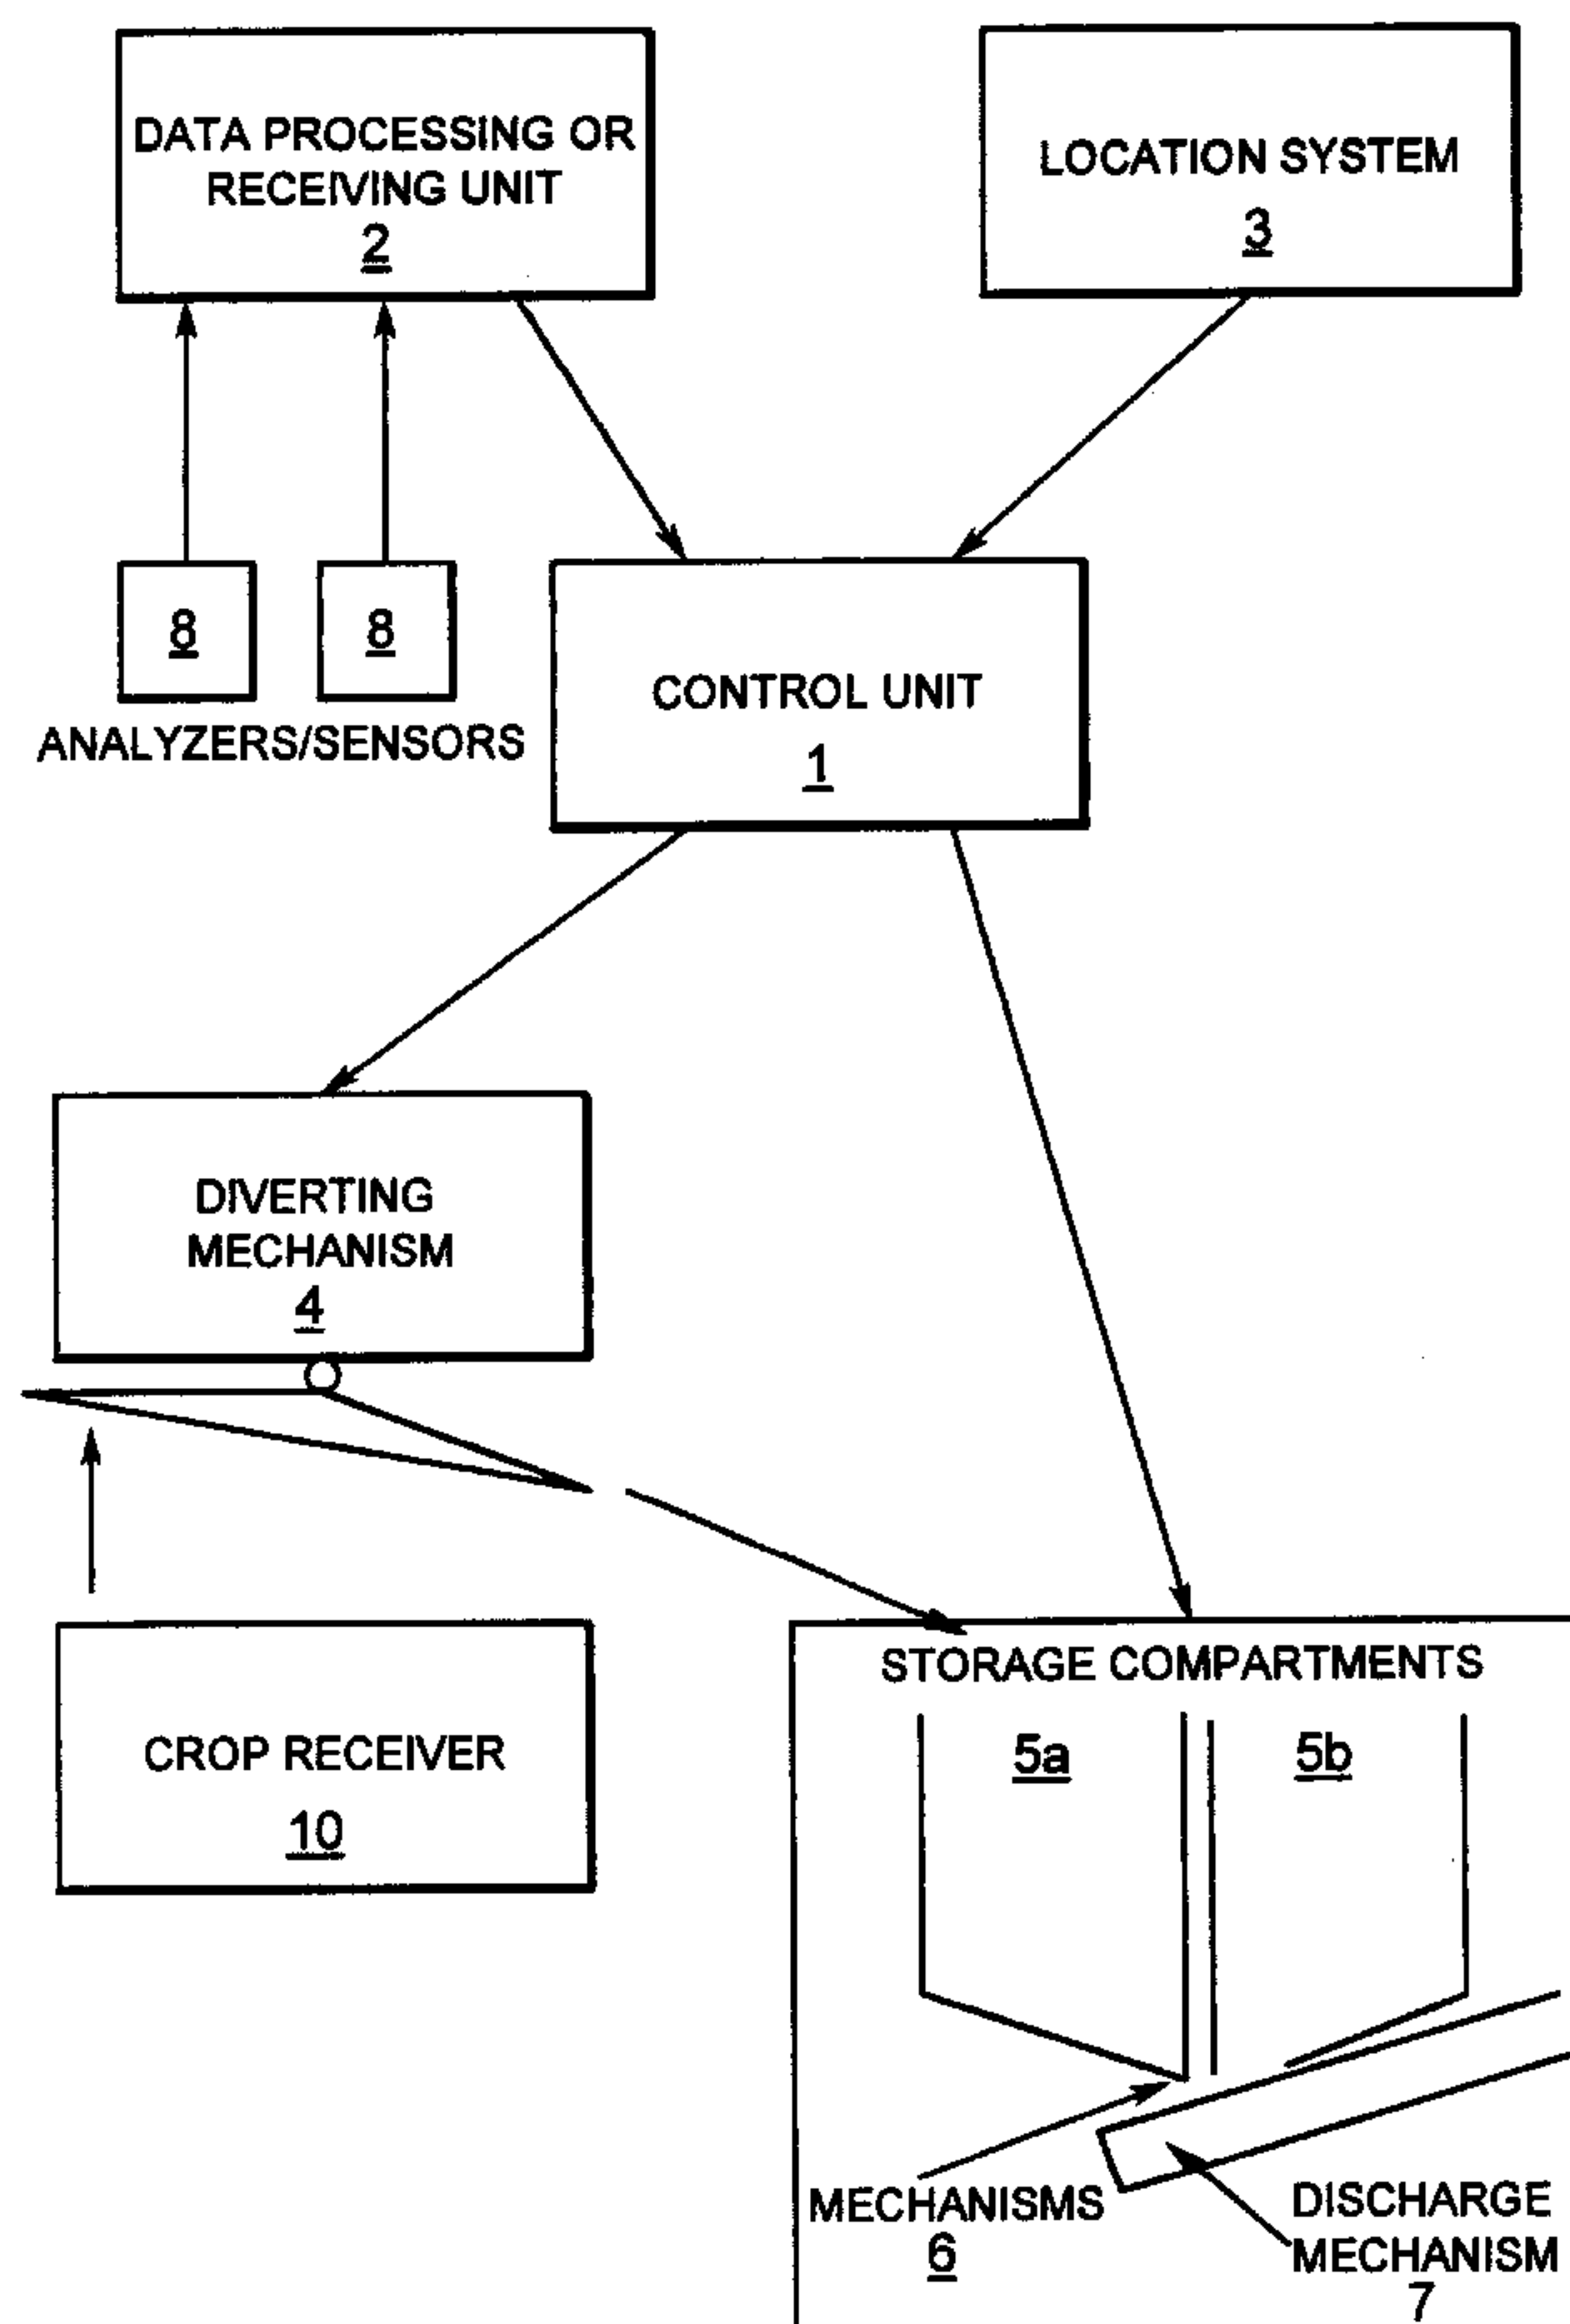 DATA PROCESSING OR
RECEIVING UNIT
2
LOCATION SYSTEM
3
8
8
ANALYZERS/SENSORS
CONTROL UNIT
1
DIVERTING
MECHANISM
4
CROP RECEIVER
10
STORAGE COMPARTMENTS
5a
5b
MECHANISMS
6
DISCHARGE
MECHANISM
7